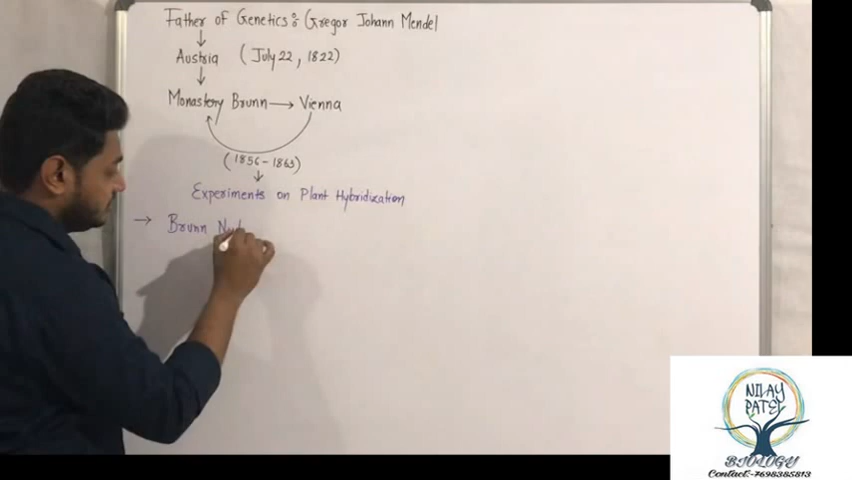 Father of Genetics: Gregor Johann Mendel
Austria (July 22, 1822)
Monastery Brunn → Vienna
(1856-1863)
Experiments on Plant Hybridization
→ Brunn
NILAY
PATEL
BIOLOGY
Contact:-7698385813